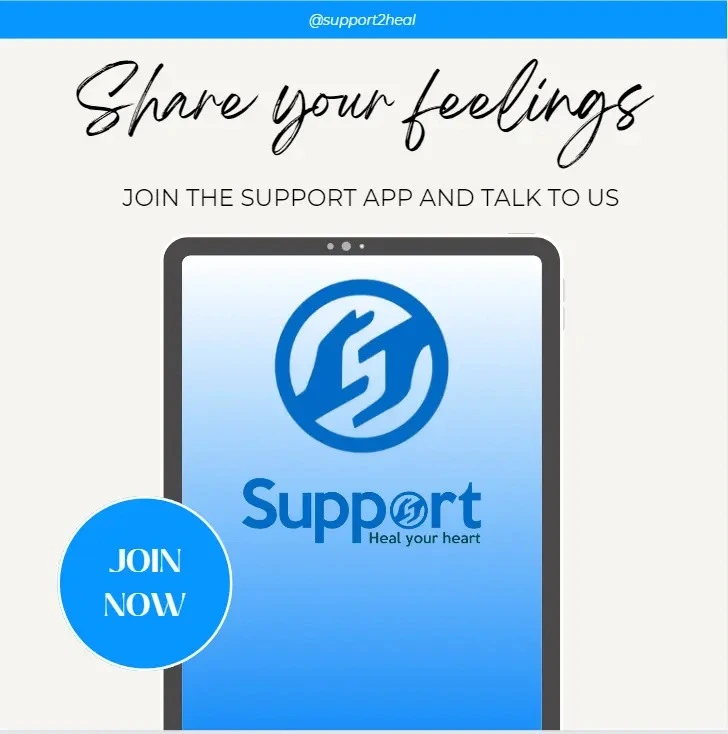 @support2heal
Share your feelings
JOIN THE SUPPORT APP AND TALK TO US
Support
Heal your heart
JOIN
NOW